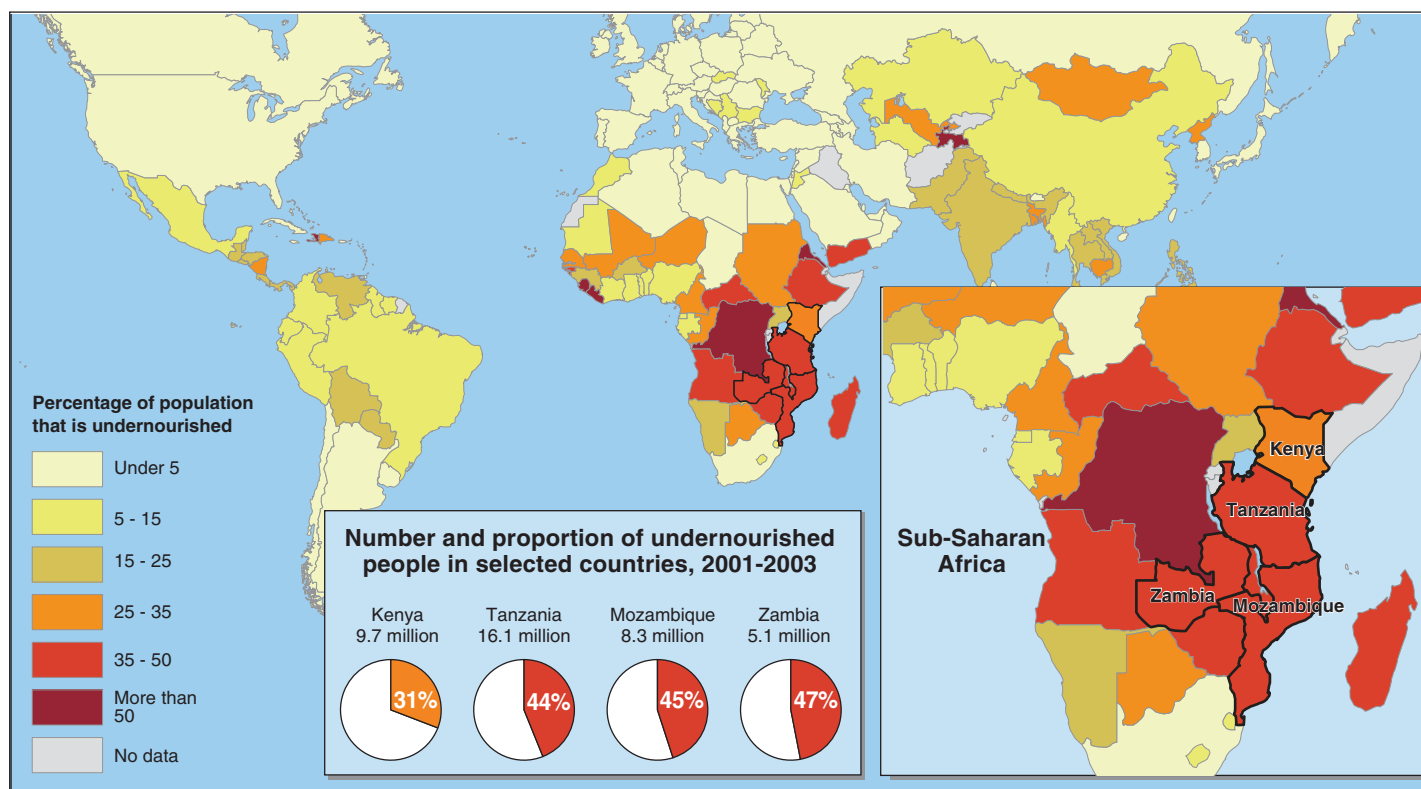 Percentage of population
that is undernourished
Under 5
5 - 15
15 - 25
25 - 35
35 - 50
More than
50
No data
Number and proportion of undernourished
people in selected countries, 2001-2003
Kenya
9.7 million
31%
Tanzania
16.1 million
44%
Mozambique
8.3 million
45%
Zambia
5.1 million
47%
Sub-Saharan
Africa
Kenya
Tanzania
Zambia
Mozambique